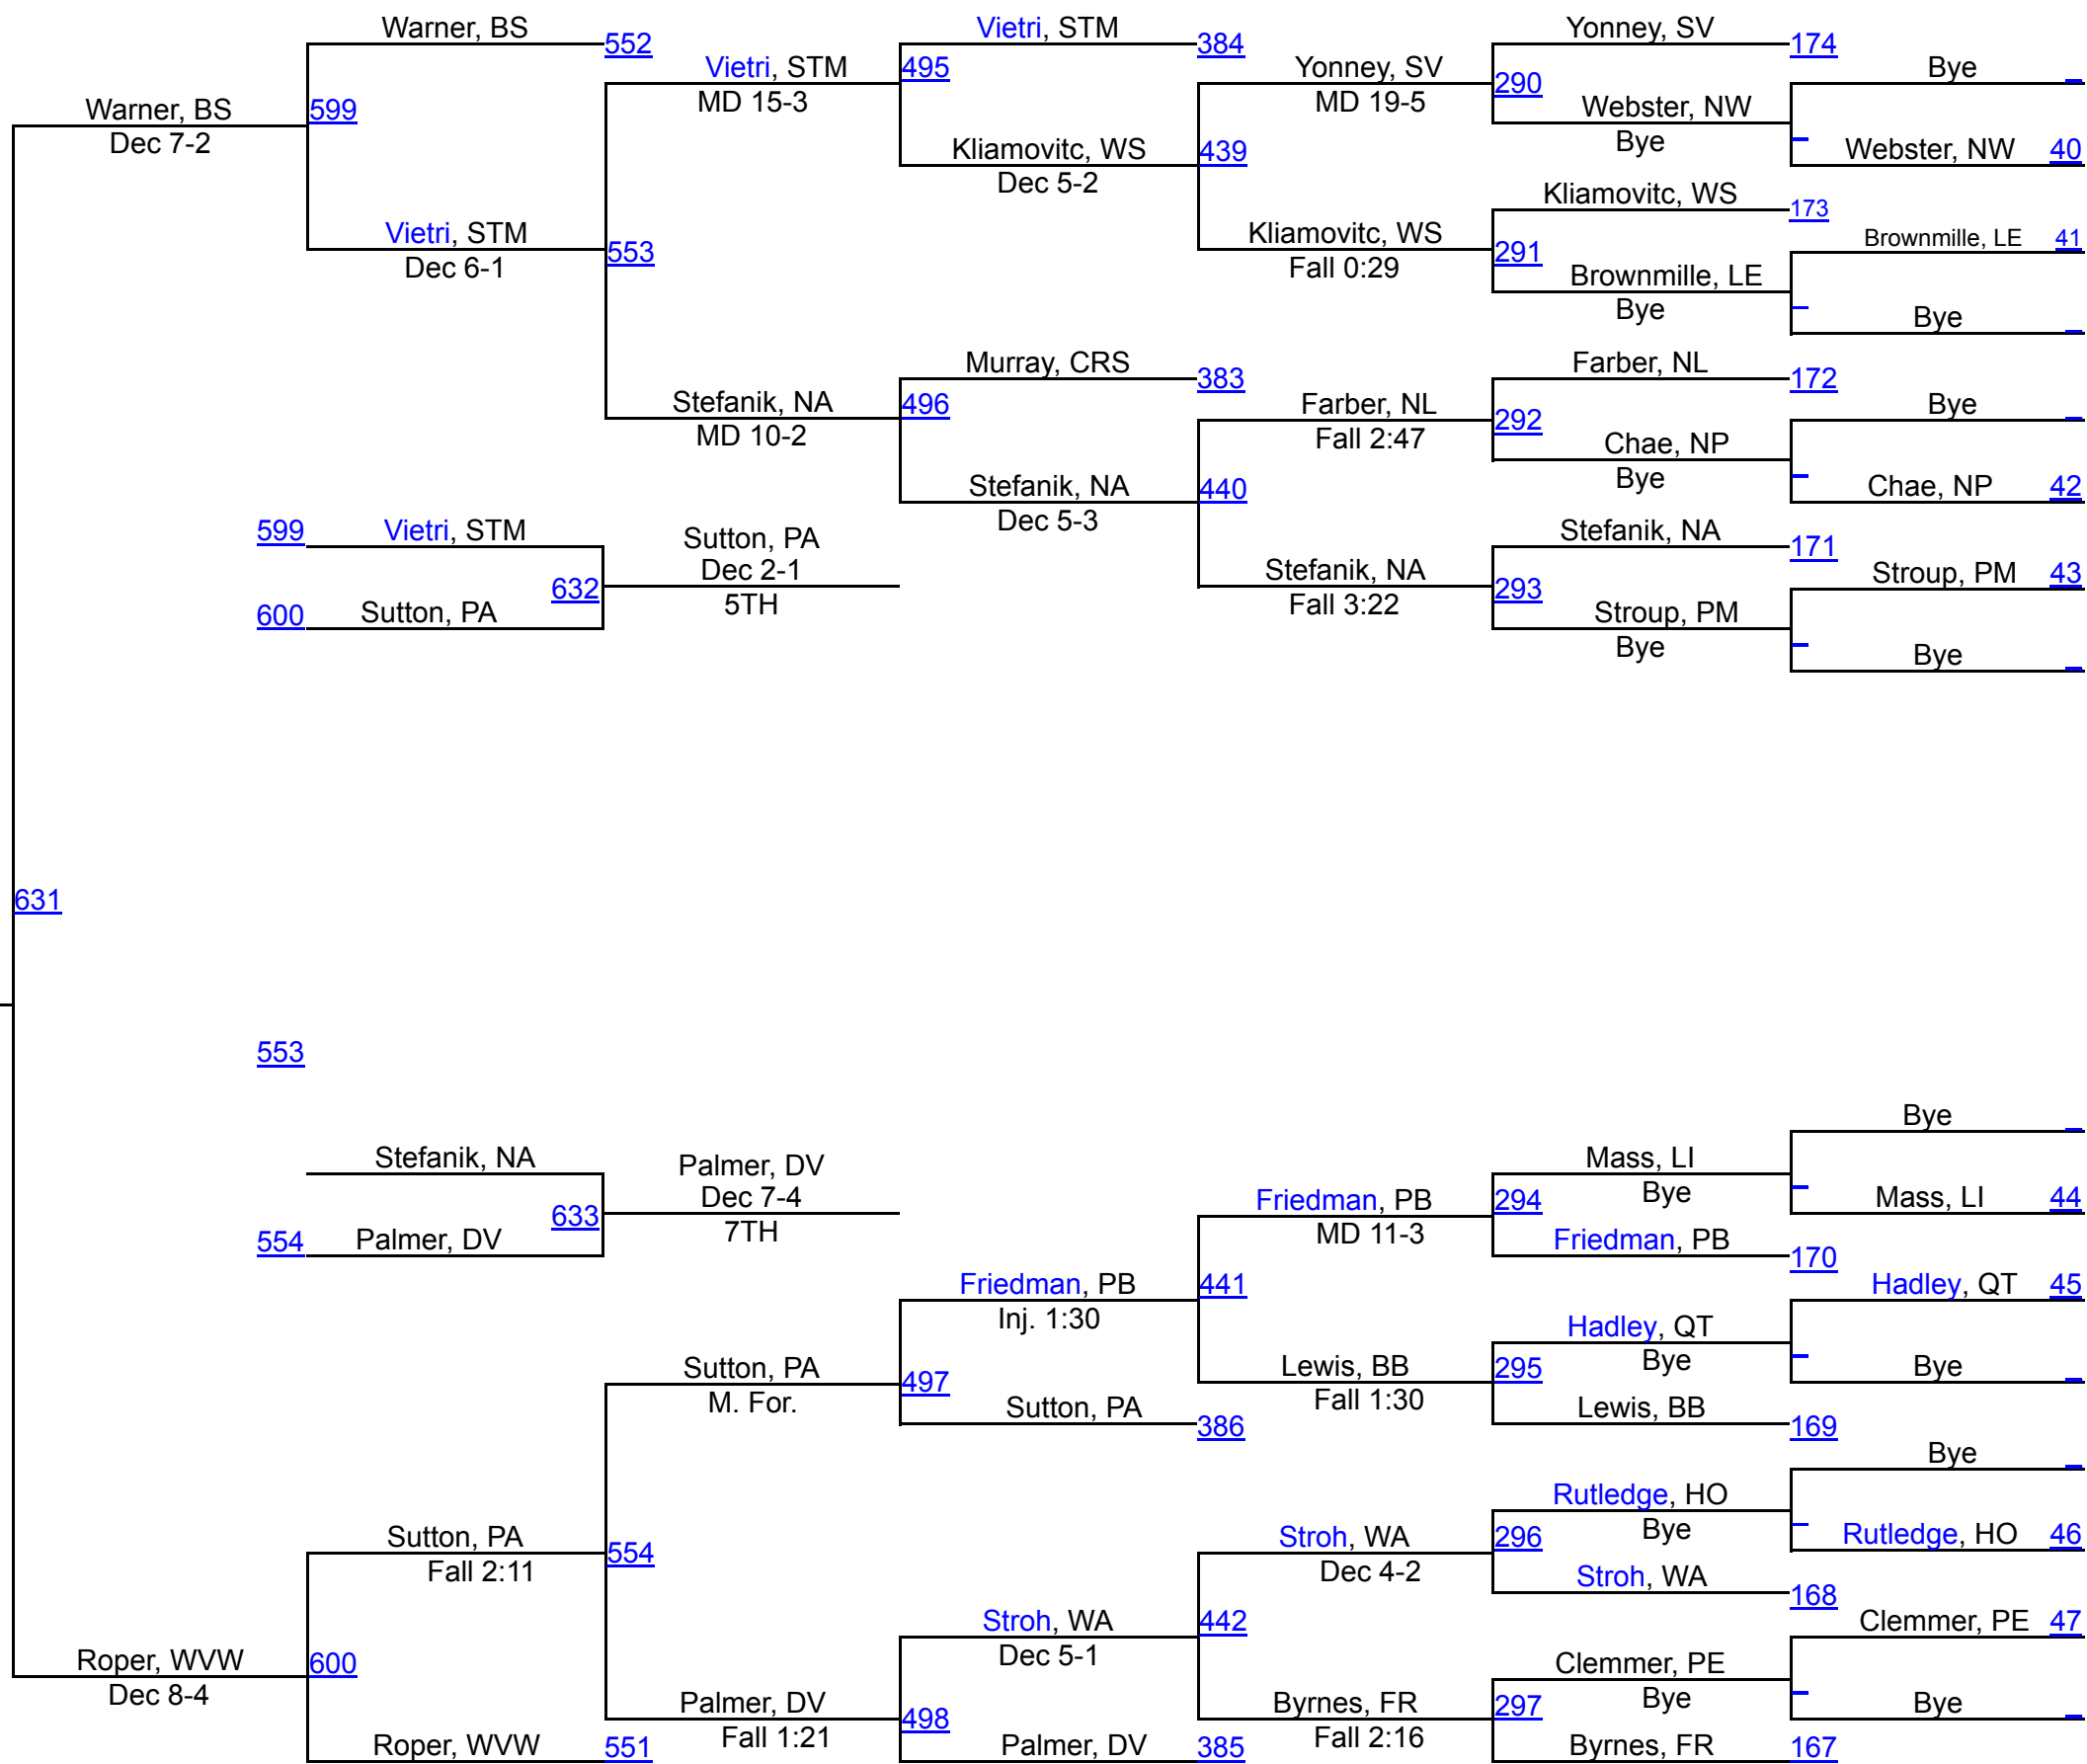 Warner, BS
552
Vietri, STM
384
Yonney, SV
174
Vietri, STM
495
Yonney, SV
290
Bye
MD 15-3
MD 19-5
Webster, NW
Bye
Warner, BS
599
Dec 7-2
Kliamovitc, WS
439
Dec 5-2
Webster, NW 40
Kliamovitc, WS
173
Vietri, STM
553
Dec 6-1
Kliamovitc, WS
291
Fall 0:29
Brownmille, LE 41
Brownmille, LE
Bye
Bye
Murray, CRS
383
Farber, NL
172
Stefanik, NA
496
MD 10-2
Farber, NL
292
Fall 2:47
Bye
Chae, NP
Bye
Stefanik, NA
440
Dec 5-3
Chae, NP 42
599
Vietri, STM
Sutton, PA
Dec 2-1
5TH
632
600
Sutton, PA
Stefanik, NA
171
Stefanik, NA
293
Fall 3:22
Stroup, PM 43
Stroup, PM
Bye
Bye
631
553
Bye
Stefanik, NA
Palmer, DV
Dec 7-4
7TH
633
554
Palmer, DV
Mass, LI
Bye
Friedman, PB
294
MD 11-3
Mass, LI 44
Friedman, PB
170
Friedman, PB
441
Inj. 1:30
Hadley, QT 45
Hadley, QT
Bye
Sutton, PA
497
M. For.
Lewis, BB
295
Fall 1:30
Bye
Sutton, PA
386
Lewis, BB
169
Bye
Rutledge, HO
Bye
Sutton, PA
554
Fall 2:11
Stroh, WA
296
Dec 4-2
Rutledge, HO 46
Stroh, WA
168
Stroh, WA
442
Dec 5-1
Clemmer, PE 47
Roper, WVW
600
Dec 8-4
Clemmer, PE
Bye
Palmer, DV
498
Fall 1:21
Byrnes, FR
297
Fall 2:16
Bye
Roper, WVW
551
Palmer, DV
385
Byrnes, FR
167